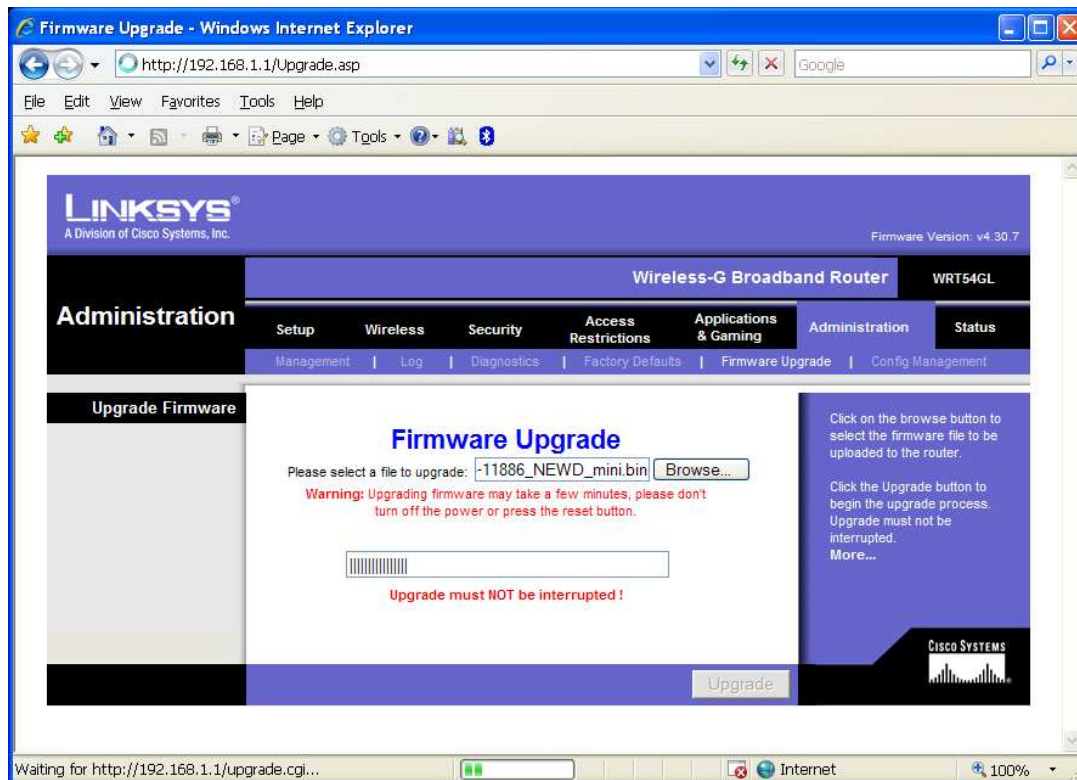 Firmware Upgrade - Windows Internet Explorer
http://192.168.1.1/Upgrade.asp
Google
File Edit View Favorites Tools Help
Page Tools
LINKSYS®
A Division of Cisco Systems, Inc.
Firmware Version: v4.30.7
Wireless-G Broadband Router WRT54GL
Administration
Setup Wireless Security Access Restrictions Applications & Gaming Administration Status
Management | Log | Diagnostics | Factory Defaults | Firmware Upgrade | Config Management
Upgrade Firmware
Firmware Upgrade
Please select a file to upgrade: -11886_NEWD_mini.bin Browse...
Warning: Upgrading firmware may take a few minutes, please don't
turn off the power or press the reset button.
Upgrade must NOT be interrupted !
Upgrade
Click on the browse button to
select the firmware file to be
uploaded to the router.
Click the Upgrade button to
begin the upgrade process.
Upgrade must not be
interrupted.
More...
CISCO SYSTEMS
Waiting for http://192.168.1.1/upgrade.cgi... Internet 100%